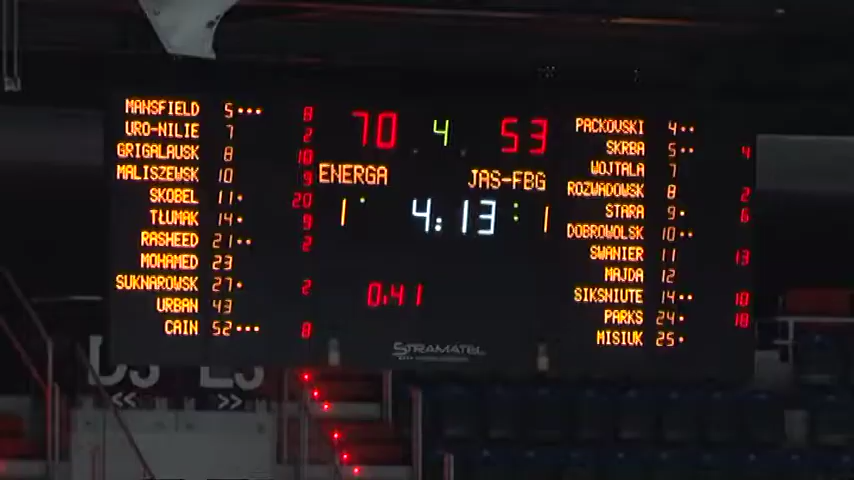 MANSFIELD 5 ••• 8
URO-NILIE 7 2
GRIGALAUSK 8 10
MALISZEWSK 10 9
SKOBEL 11 • 20
TŁUMAK 14 • 9
RASHEED 21 •• 2
MOHAMED 23
SUKNAROWSK 27 • 2
URBAN 43
CAIN 52 ••• 8
70 4 53
ENERGA JAS-FBG
1 4:13 1
0.41
STRAMATEL
PACKOVSKI 4 ••
SKRBA 5 •• 4
WOJTALA 7
ROZWADOWSK 8 2
STARA 9 • 6
DOBROWOLSK 10 ••
SWANIER 11 13
MAJDA 12
SIKSNIUTE 14 •• 10
PARKS 24 • 18
MISIUK 25 •
<< >>